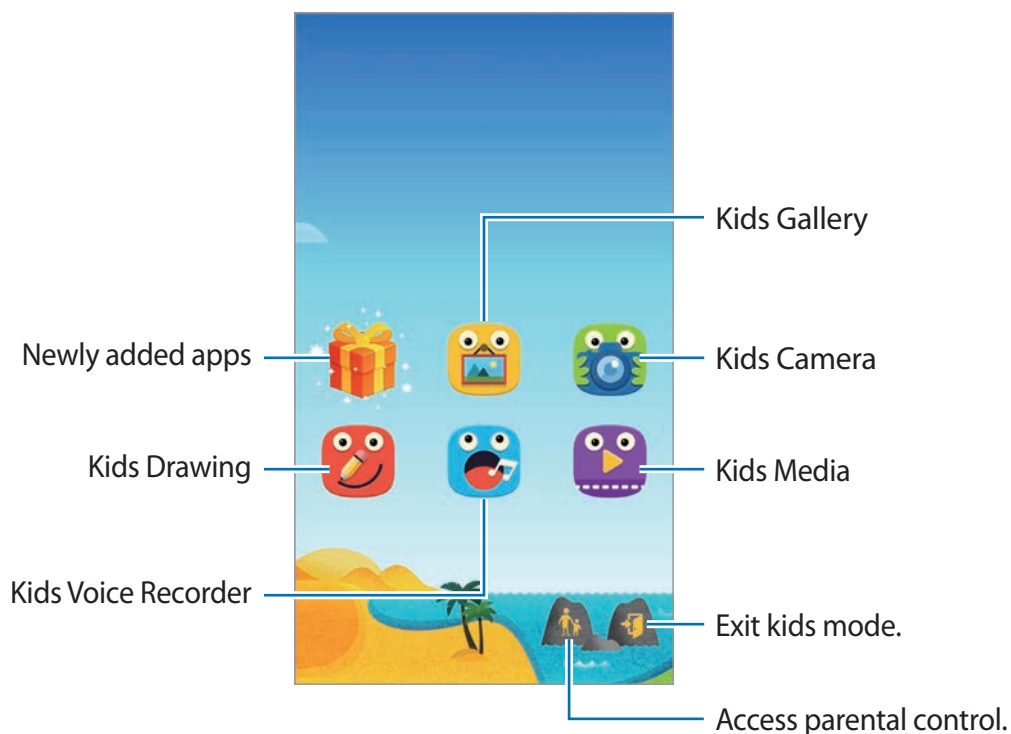 Kids Gallery
Newly added apps
Kids Camera
Kids Drawing
Kids Media
Kids Voice Recorder
Exit kids mode.
Access parental control.